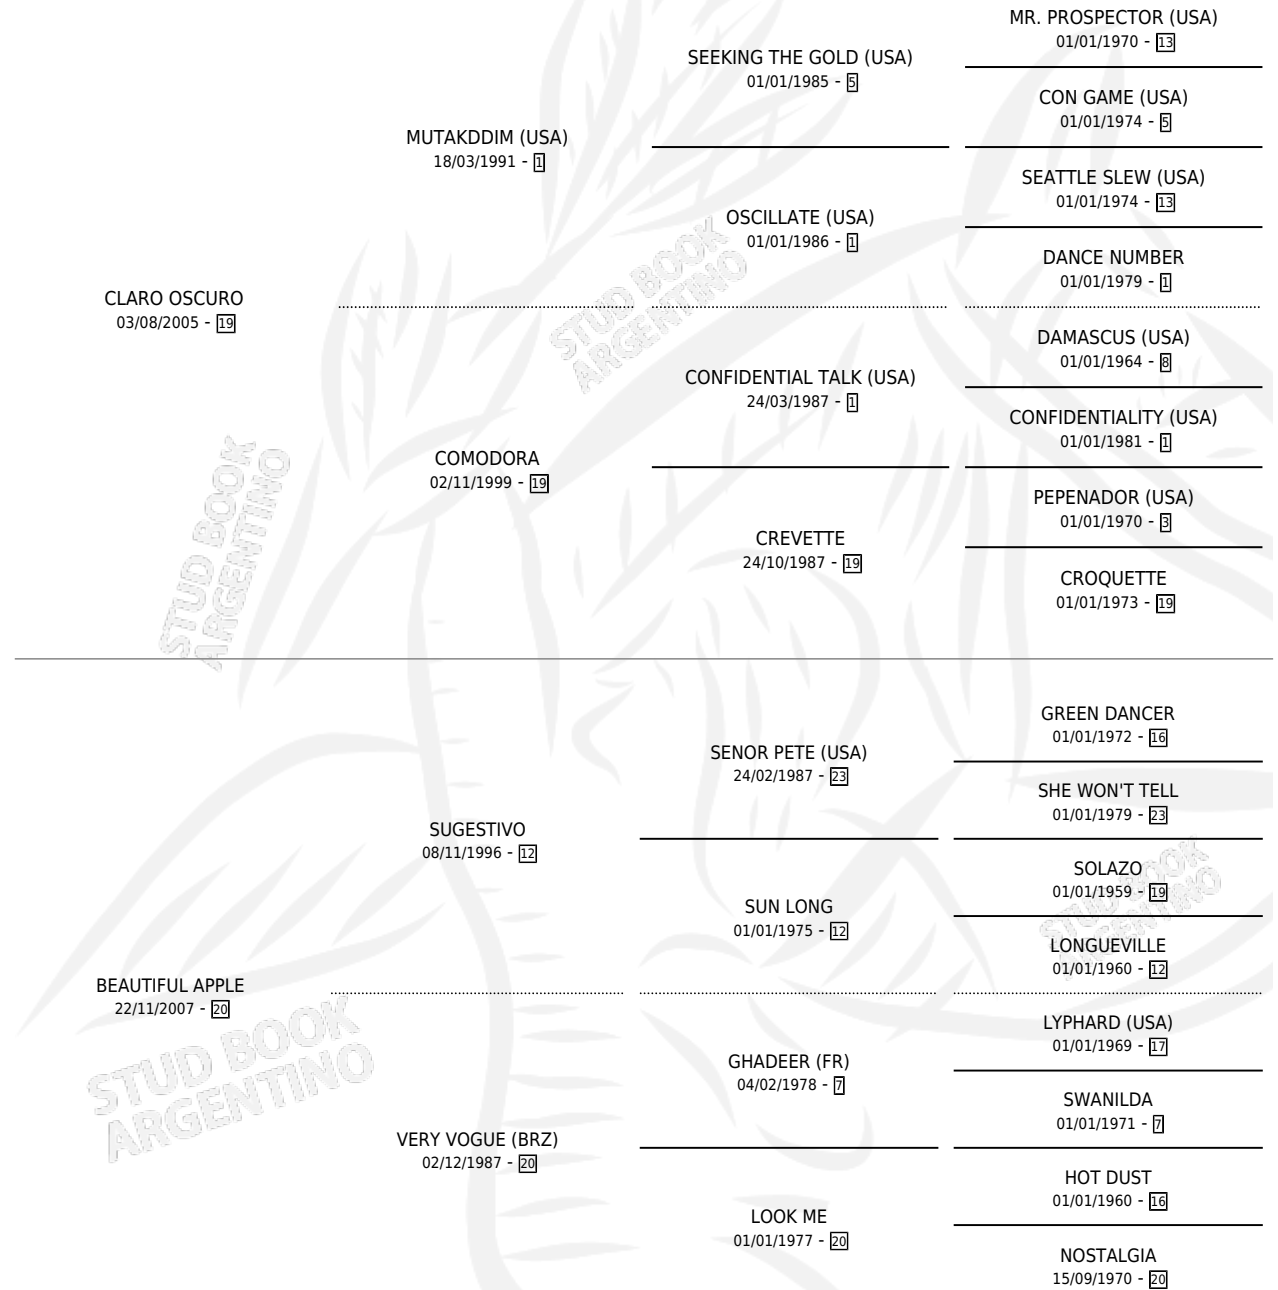 MR. PROSPECTOR (USA)
01/01/1970 - 13
SEEKING THE GOLD (USA)
01/01/1985 - 5
CON GAME (USA)
01/01/1974 - 5
MUTAKDDIM (USA)
18/03/1991 - 1
SEATTLE SLEW (USA)
01/01/1974 - 13
OSCILLATE (USA)
01/01/1986 - 1
DANCE NUMBER
01/01/1979 - 1
CLARO OSCURO
03/08/2005 - 19
STUD BOOK
ARGENTINO
DAMASCUS (USA)
01/01/1964 - 8
CONFIDENTIAL TALK (USA)
24/03/1987 - 1
CONFIDENTIALITY (USA)
01/01/1981 - 1
COMODORA
02/11/1999 - 19
PEPENADOR (USA)
01/01/1970 - 3
CREVETTE
24/10/1987 - 19
CROQUETTE
01/01/1973 - 19
STUD BOOK
ARGENTINO
GREEN DANCER
01/01/1972 - 16
SENOR PETE (USA)
24/02/1987 - 23
SHE WON'T TELL
01/01/1979 - 23
SUGESTIVO
08/11/1996 - 12
SOLAZO
01/01/1959 - 19
SUN LONG
01/01/1975 - 12
LONGUEVILLE
01/01/1960 - 12
STUD BOOK
ARGENTINO
BEAUTIFUL APPLE
22/11/2007 - 20
LYPHARD (USA)
01/01/1969 - 17
GHADEER (FR)
04/02/1978 - 7
SWANILDA
01/01/1971 - 7
STUD BOOK
ARGENTINO
VERY VOGUE (BRZ)
02/12/1987 - 20
HOT DUST
01/01/1960 - 16
LOOK ME
01/01/1977 - 20
NOSTALGIA
15/09/1970 - 20